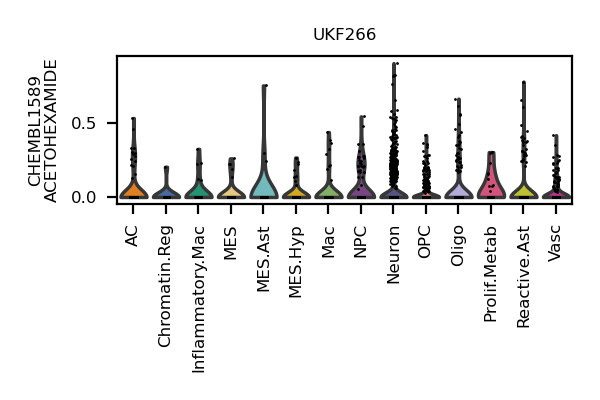 UKF266
CHEMBL1589
ACETOHEXAMIDE
0.5
0.0
AC
Chromatin.Reg
Inflammatory.Mac
MES
MES.Ast
MES.Hyp
Mac
NPC
Neuron
OPC
Oligo
Prolif.Metab
Reactive.Ast
Vasc